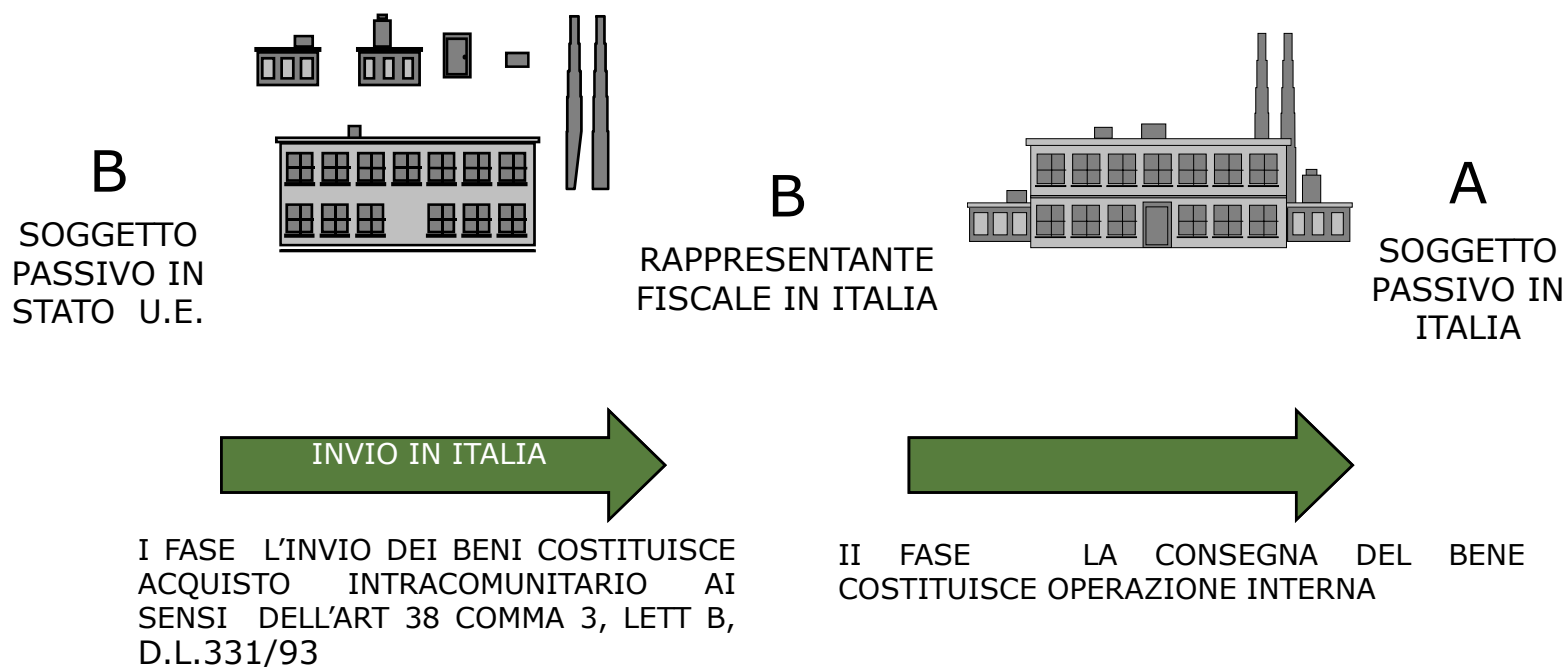 B
SOGGETTO
PASSIVO IN
STATO U.E.
B
RAPPRESENTANTE
FISCALE IN ITALIA
A
SOGGETTO
PASSIVO IN
ITALIA
INVIO IN ITALIA
I FASE L’INVIO DEI BENI COSTITUISCE
ACQUISTO INTRACOMUNITARIO AI
SENSI DELL’ART 38 COMMA 3, LETT B,
D.L.331/93
II FASE LA CONSEGNA DEL BENE
COSTITUISCE OPERAZIONE INTERNA